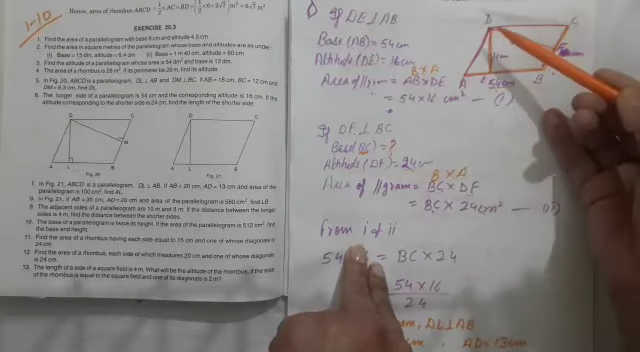 1-10
Hence, area of rhombus ABCD = 1/2 × AC × BD = (1/2 × 6 × 2√7) m² = 6√7 m²
EXERCISE 20.3
1. Find the area of a parallelogram with base 8 cm and altitude 4.5 cm.
2. Find the area in square metres of the parallelogram whose base and altitudes are as under
(i) Base = 15 dm, altitude = 6.4 dm (ii) Base = 1 m 40 cm, altitude = 60 cm
3. Find the altitude of a parallelogram whose area is 54 dm² and base is 12 dm.
4. The area of a rhombus is 28 m². If its perimeter be 28 m, find its altitude.
5. In Fig. 20, ABCD is a parallelogram, DL ⊥ AB and DM ⊥ BC. If AB = 18 cm, BC = 12 cm and
DM = 9.3 cm, find DL.
6. The longer side of a parallelogram is 54 cm and the corresponding altitude is 16 cm. If the
altitude corresponding to the shorter side is 24 cm, find the length of the shorter side.
D C
M
A L B
Fig. 20
D C
A L B
Fig. 21
7. In Fig. 21, ABCD is a parallelogram, DL ⊥ AB. If AB = 20 cm, AD = 13 cm and area of the
parallelogram is 100 cm², find AL.
8. In Fig. 21, if AB = 35 cm, AD = 20 cm and area of the parallelogram is 560 cm², find LB
9. The adjacent sides of a parallelogram are 10 m and 8 m. If the distance between the longer
sides is 4 m, find the distance between the shorter sides.
10. The base of a parallelogram is twice its height. If the area of the parallelogram is 512 cm², find
the base and height.
11. Find the area of a rhombus having each side equal to 15 cm and one of whose diagonals is
24 cm.
12. Find the area of a rhombus, each side of which measures 20 cm and one of whose diagonals
is 24 cm.
13. The length of a side of a square field is 4 m. What will be the altitude of the rhombus, if the area
of the rhombus is equal to the square field and one of its diagonals is 2 m?
If DE⊥AB
Base (AB) = 54cm
Altitude (DE) = 16cm
B × A
Area of //gram = AB × DE
= 54 × 16 cm² — (i)
D
A 54cm B
If DF ⊥ BC
Base (BC) = ?
Altitude (DF) = 24cm
B × A
Area of //gram = BC × DF
= BC × 24cm² — (ii)
From i & ii
= BC × 24
54 × 16
24
DL⊥AB
AD = 13cm